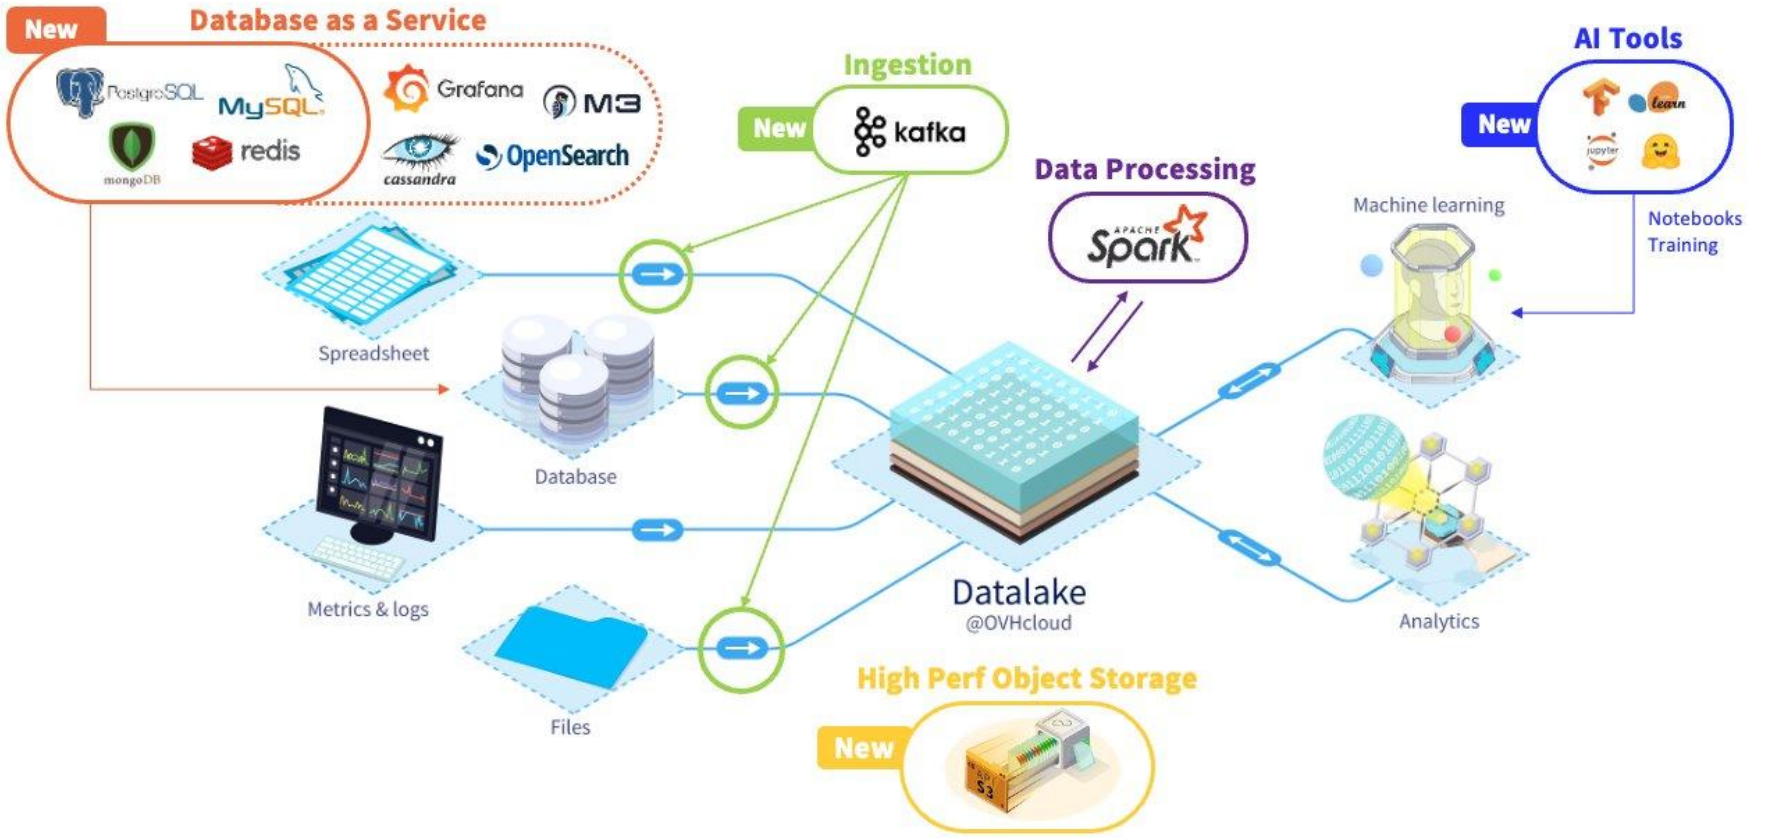 New
Database as a Service
PostgreSQL
MySQL
mongoDB
redis
Grafana
M3
cassandra
OpenSearch
Ingestion
New
kafka
Data Processing
APACHE
Spark
AI Tools
New
learn
jupyter
Notebooks
Training
Machine learning
Spreadsheet
Database
Metrics & logs
Files
Datalake
@OVHcloud
Analytics
High Perf Object Storage
New
API
S3